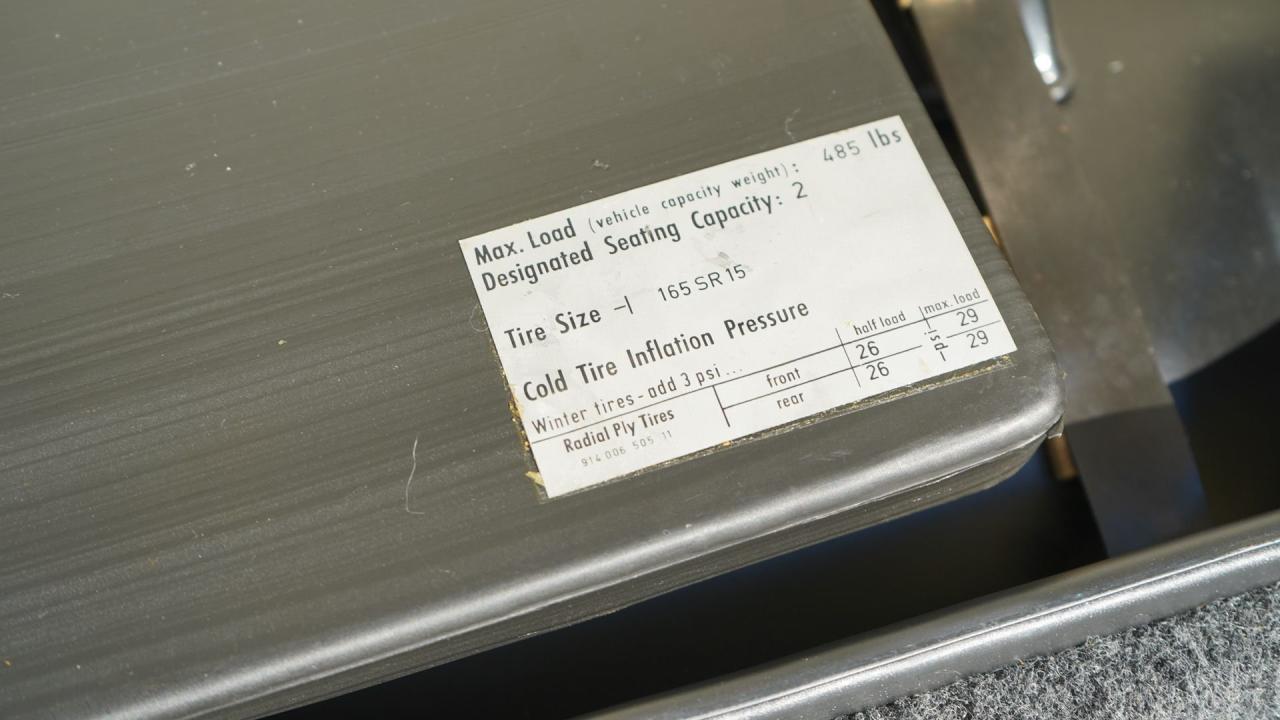 Max. Load (vehicle capacity weight): 485 lbs
Designated Seating Capacity: 2
Tire Size 165 SR 15
Cold Tire Inflation Pressure
Winter tires - add 3 psi ... half load max. load
Radial Ply Tires front 26 -psi- 29
rear 26 29
914 006 505 11